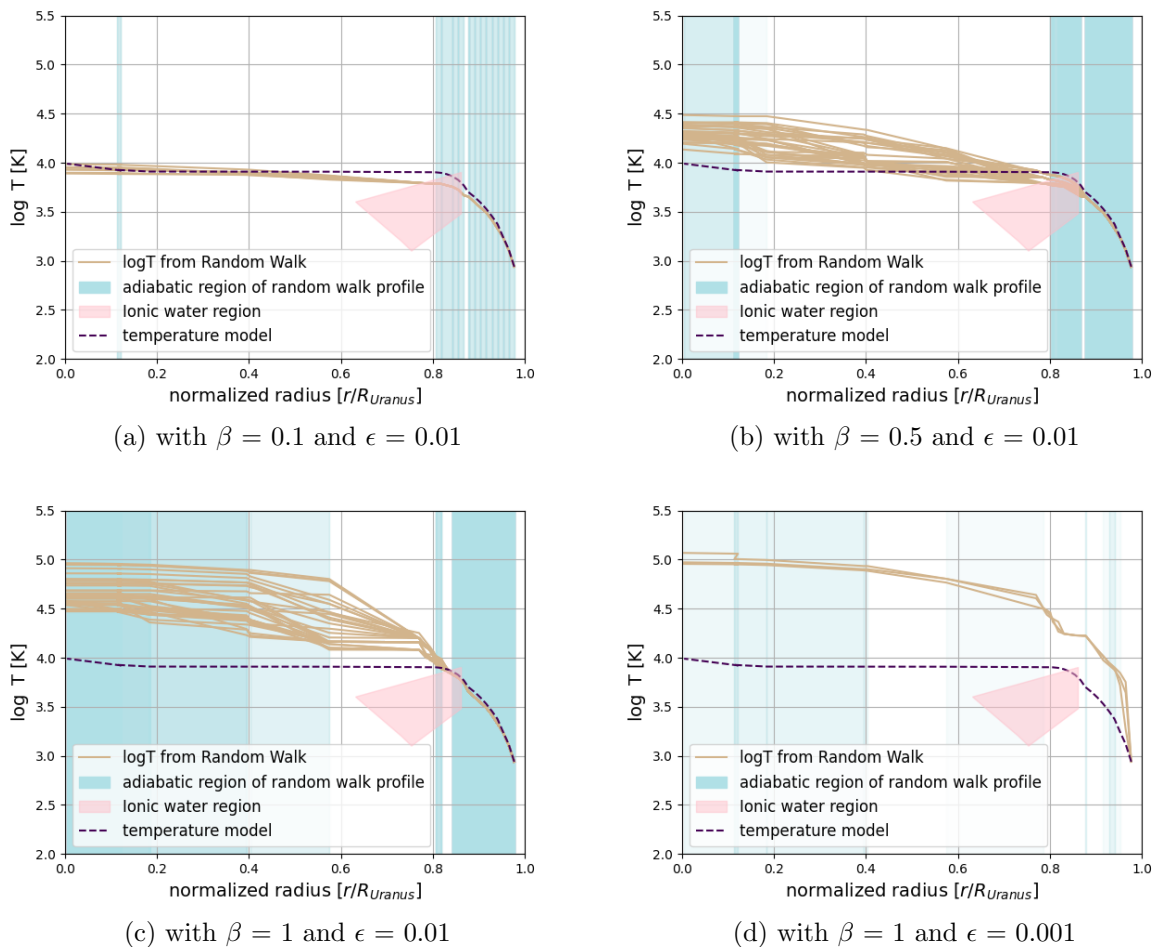 5.5
5.0
4.5
4.0
3.5
3.0
2.5
2.0
log T [K]
logT from Random Walk
adiabatic region of random walk profile
Ionic water region
temperature model
0.0 0.2 0.4 0.6 0.8 1.0
normalized radius [r/R_Uranus]
(a) with β = 0.1 and ϵ = 0.01
5.5
5.0
4.5
4.0
3.5
3.0
2.5
2.0
log T [K]
logT from Random Walk
adiabatic region of random walk profile
Ionic water region
temperature model
0.0 0.2 0.4 0.6 0.8 1.0
normalized radius [r/R_Uranus]
(b) with β = 0.5 and ϵ = 0.01
5.5
5.0
4.5
4.0
3.5
3.0
2.5
2.0
log T [K]
logT from Random Walk
adiabatic region of random walk profile
Ionic water region
temperature model
0.0 0.2 0.4 0.6 0.8 1.0
normalized radius [r/R_Uranus]
(c) with β = 1 and ϵ = 0.01
5.5
5.0
4.5
4.0
3.5
3.0
2.5
2.0
log T [K]
logT from Random Walk
adiabatic region of random walk profile
Ionic water region
temperature model
0.0 0.2 0.4 0.6 0.8 1.0
normalized radius [r/R_Uranus]
(d) with β = 1 and ϵ = 0.001